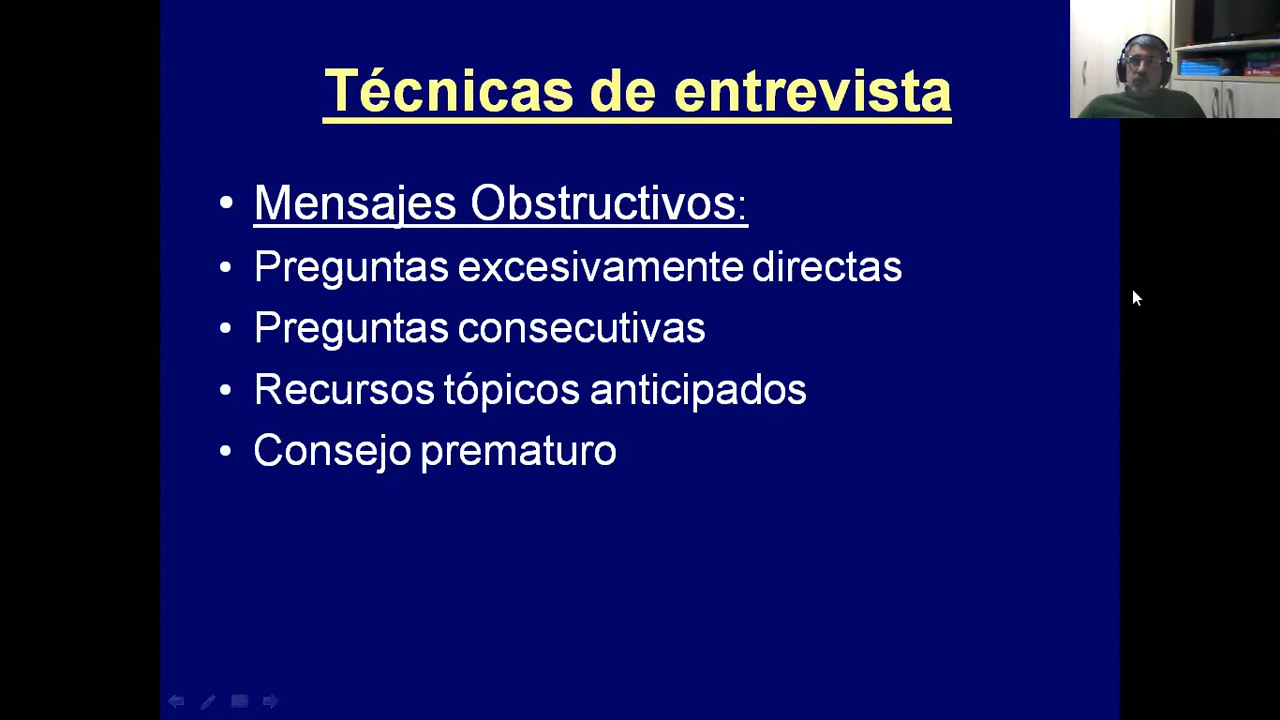 Técnicas de entrevista
• Mensajes Obstructivos:
• Preguntas excesivamente directas
• Preguntas consecutivas
• Recursos tópicos anticipados
• Consejo prematuro